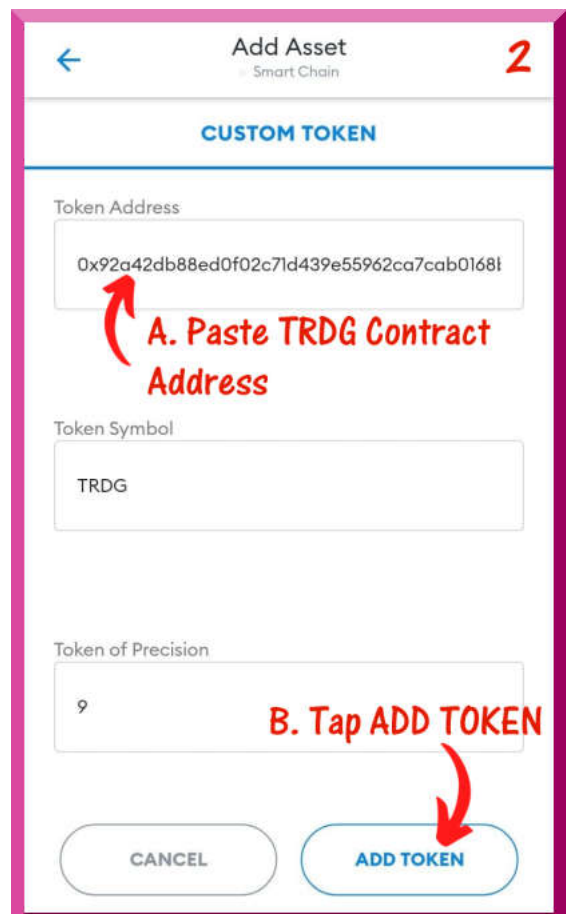 Add Asset
2
Smart Chain
CUSTOM TOKEN
Token Address
0x92a42db88ed0f02c71d439e55962ca7cab0168
A. Paste TRDG Contract
Address
Token Symbol
TRDG
Token of Precision
9
B. Tap ADD TOKEN
CANCEL
ADD TOKEN